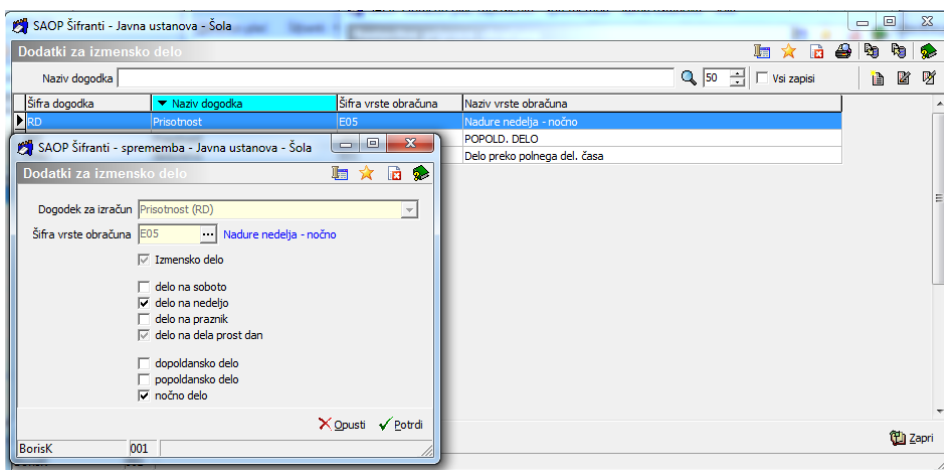 SAOP Šifranti - Javna ustanova - Šola
Dodatki za izmensko delo
Naziv dogodka
50
Vsi zapisi
Šifra dogodka Naziv dogodka Šifra vrste obračuna Naziv vrste obračuna
RD Prisotnost E05 Nadure nedelja - nočno
POPOLD. DELO
Delo preko polnega del. časa
SAOP Šifranti - sprememba - Javna ustanova - Šola
Dodatki za izmensko delo
Dogodek za izračun Prisotnost (RD)
Šifra vrste obračuna E05 ... Nadure nedelja - nočno
Izmensko delo
delo na soboto
delo na nedeljo
delo na praznik
delo na dela prost dan
dopoldansko delo
popoldansko delo
nočno delo
Opusti Potrdi
BorisK 001
Zapri